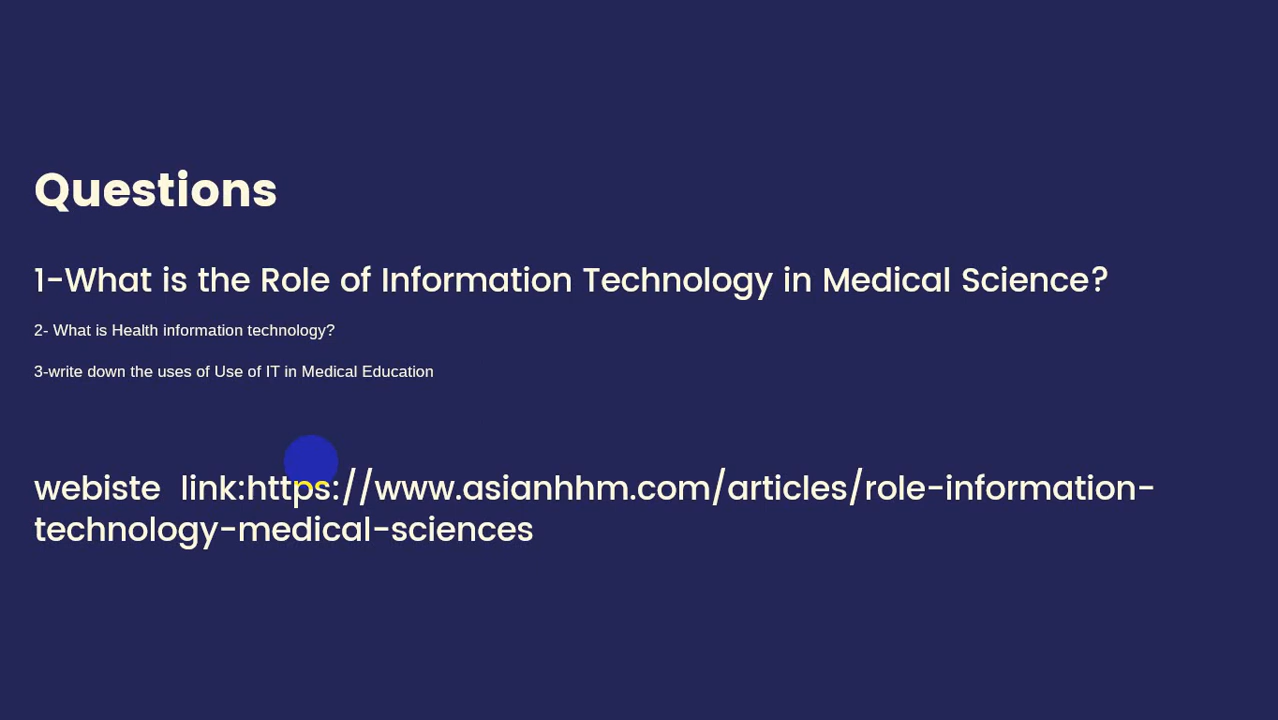 Questions
1-What is the Role of Information Technology in Medical Science?
2- What is Health information technology?
3-write down the uses of Use of IT in Medical Education
webiste link:https://www.asianhhm.com/articles/role-information-
technology-medical-sciences